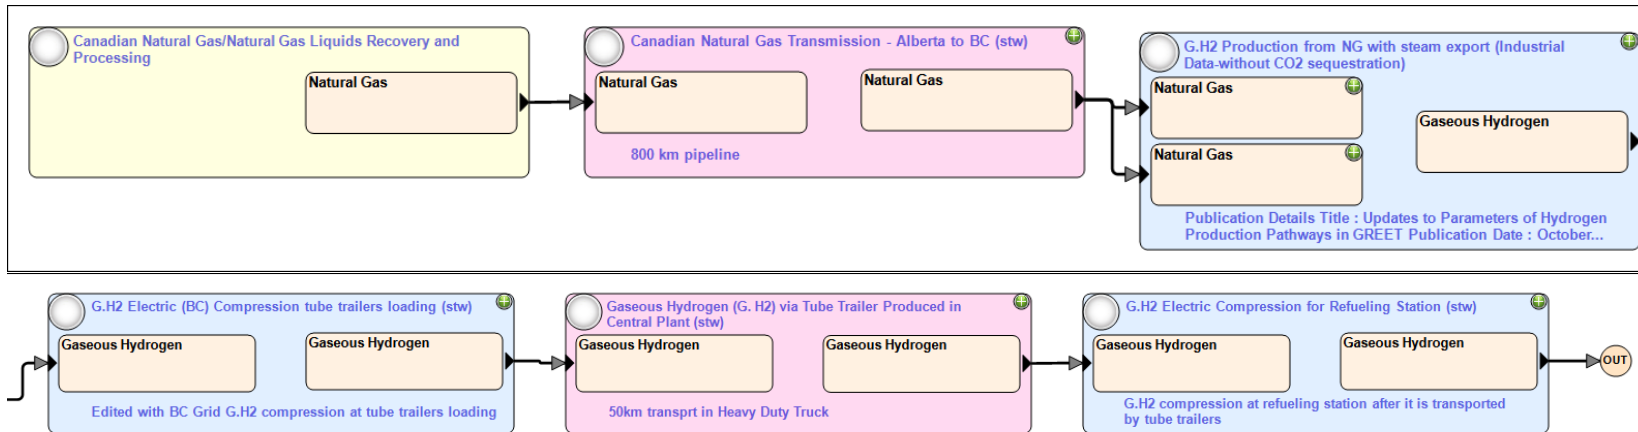 Canadian Natural Gas/Natural Gas Liquids Recovery and
Processing
Natural Gas
Canadian Natural Gas Transmission - Alberta to BC (stw)
Natural Gas
Natural Gas
800 km pipeline
G.H2 Production from NG with steam export (Industrial
Data-without CO2 sequestration)
Natural Gas
Natural Gas
Gaseous Hydrogen
Publication Details Title : Updates to Parameters of Hydrogen
Production Pathways in GREET Publication Date : October...
G.H2 Electric (BC) Compression tube trailers loading (stw)
Gaseous Hydrogen
Gaseous Hydrogen
Edited with BC Grid G.H2 compression at tube trailers loading
Gaseous Hydrogen (G. H2) via Tube Trailer Produced in
Central Plant (stw)
Gaseous Hydrogen
Gaseous Hydrogen
50km transprt in Heavy Duty Truck
G.H2 Electric Compression for Refueling Station (stw)
Gaseous Hydrogen
Gaseous Hydrogen
G.H2 compression at refueling station after it is transported
by tube trailers
OUT